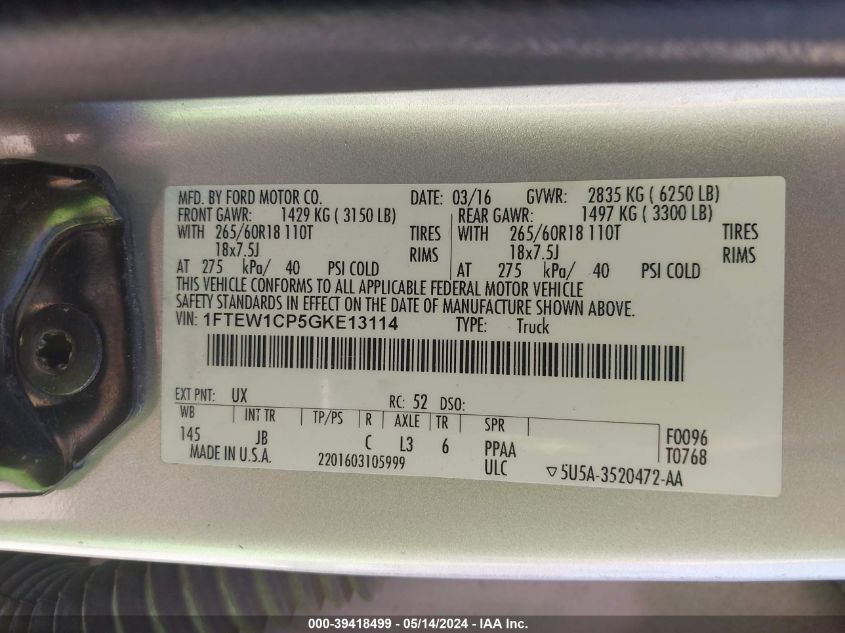 MFD. BY FORD MOTOR CO. DATE: 03/16 GVWR: 2835 KG ( 6250 LB)
FRONT GAWR: 1429 KG ( 3150 LB) REAR GAWR: 1497 KG ( 3300 LB)
WITH 265/60R18 110T TIRES WITH 265/60R18 110T TIRES
18x7.5J RIMS 18x7.5J RIMS
AT 275 kPa/ 40 PSI COLD AT 275 kPa/ 40 PSI COLD
THIS VEHICLE CONFORMS TO ALL APPLICABLE FEDERAL MOTOR VEHICLE
SAFETY STANDARDS IN EFFECT ON THE DATE OF MANUFACTURE SHOWN ABOVE.
VIN: 1FTEW1CP5GKE13114 TYPE: Truck
EXT PNT: UX RC: 52 DSO:
WB INT TR TP/PS R AXLE TR SPR
145 JB C L3 6 PPAA F0096
MADE IN U.S.A. 2201603105999 ULC T0768
▽5U5A-3520472-AA
000-39418499 - 05/14/2024 - IAA Inc.